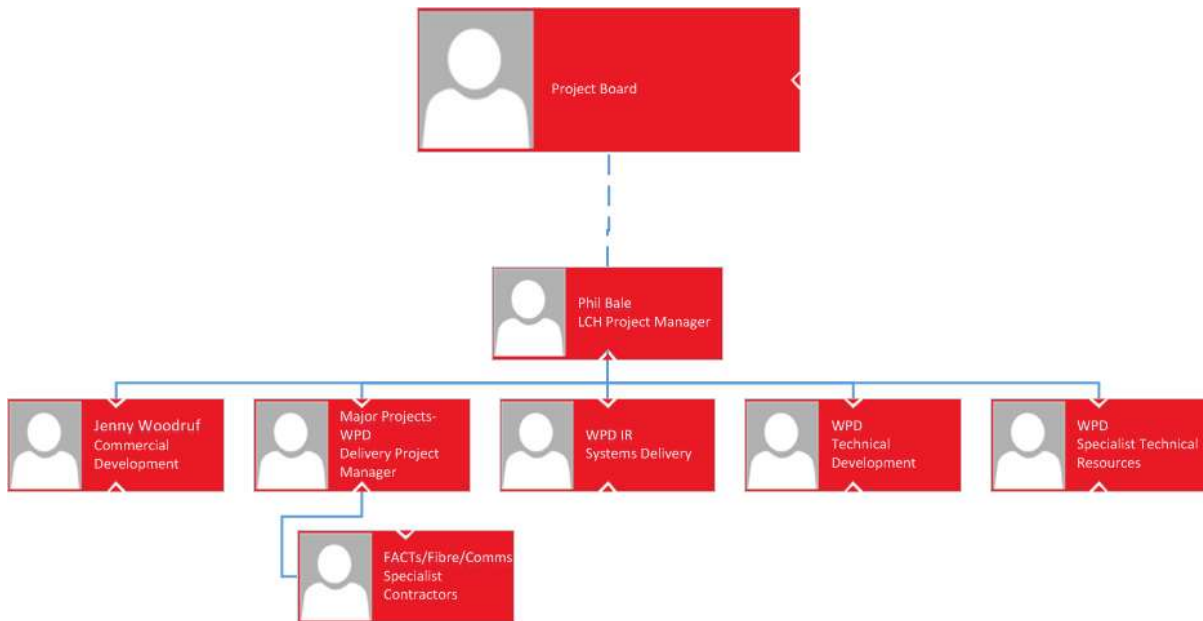 Project Board
Phil Bale
LCH Project Manager
Jenny Woodruf
Commercial
Development
Major Projects-
WPD
Delivery Project
Manager
WPD IR
Systems Delivery
WPD
Technical
Development
WPD
Specialist Technical
Resources
FACTs/Fibre/Comms
Specialist
Contractors